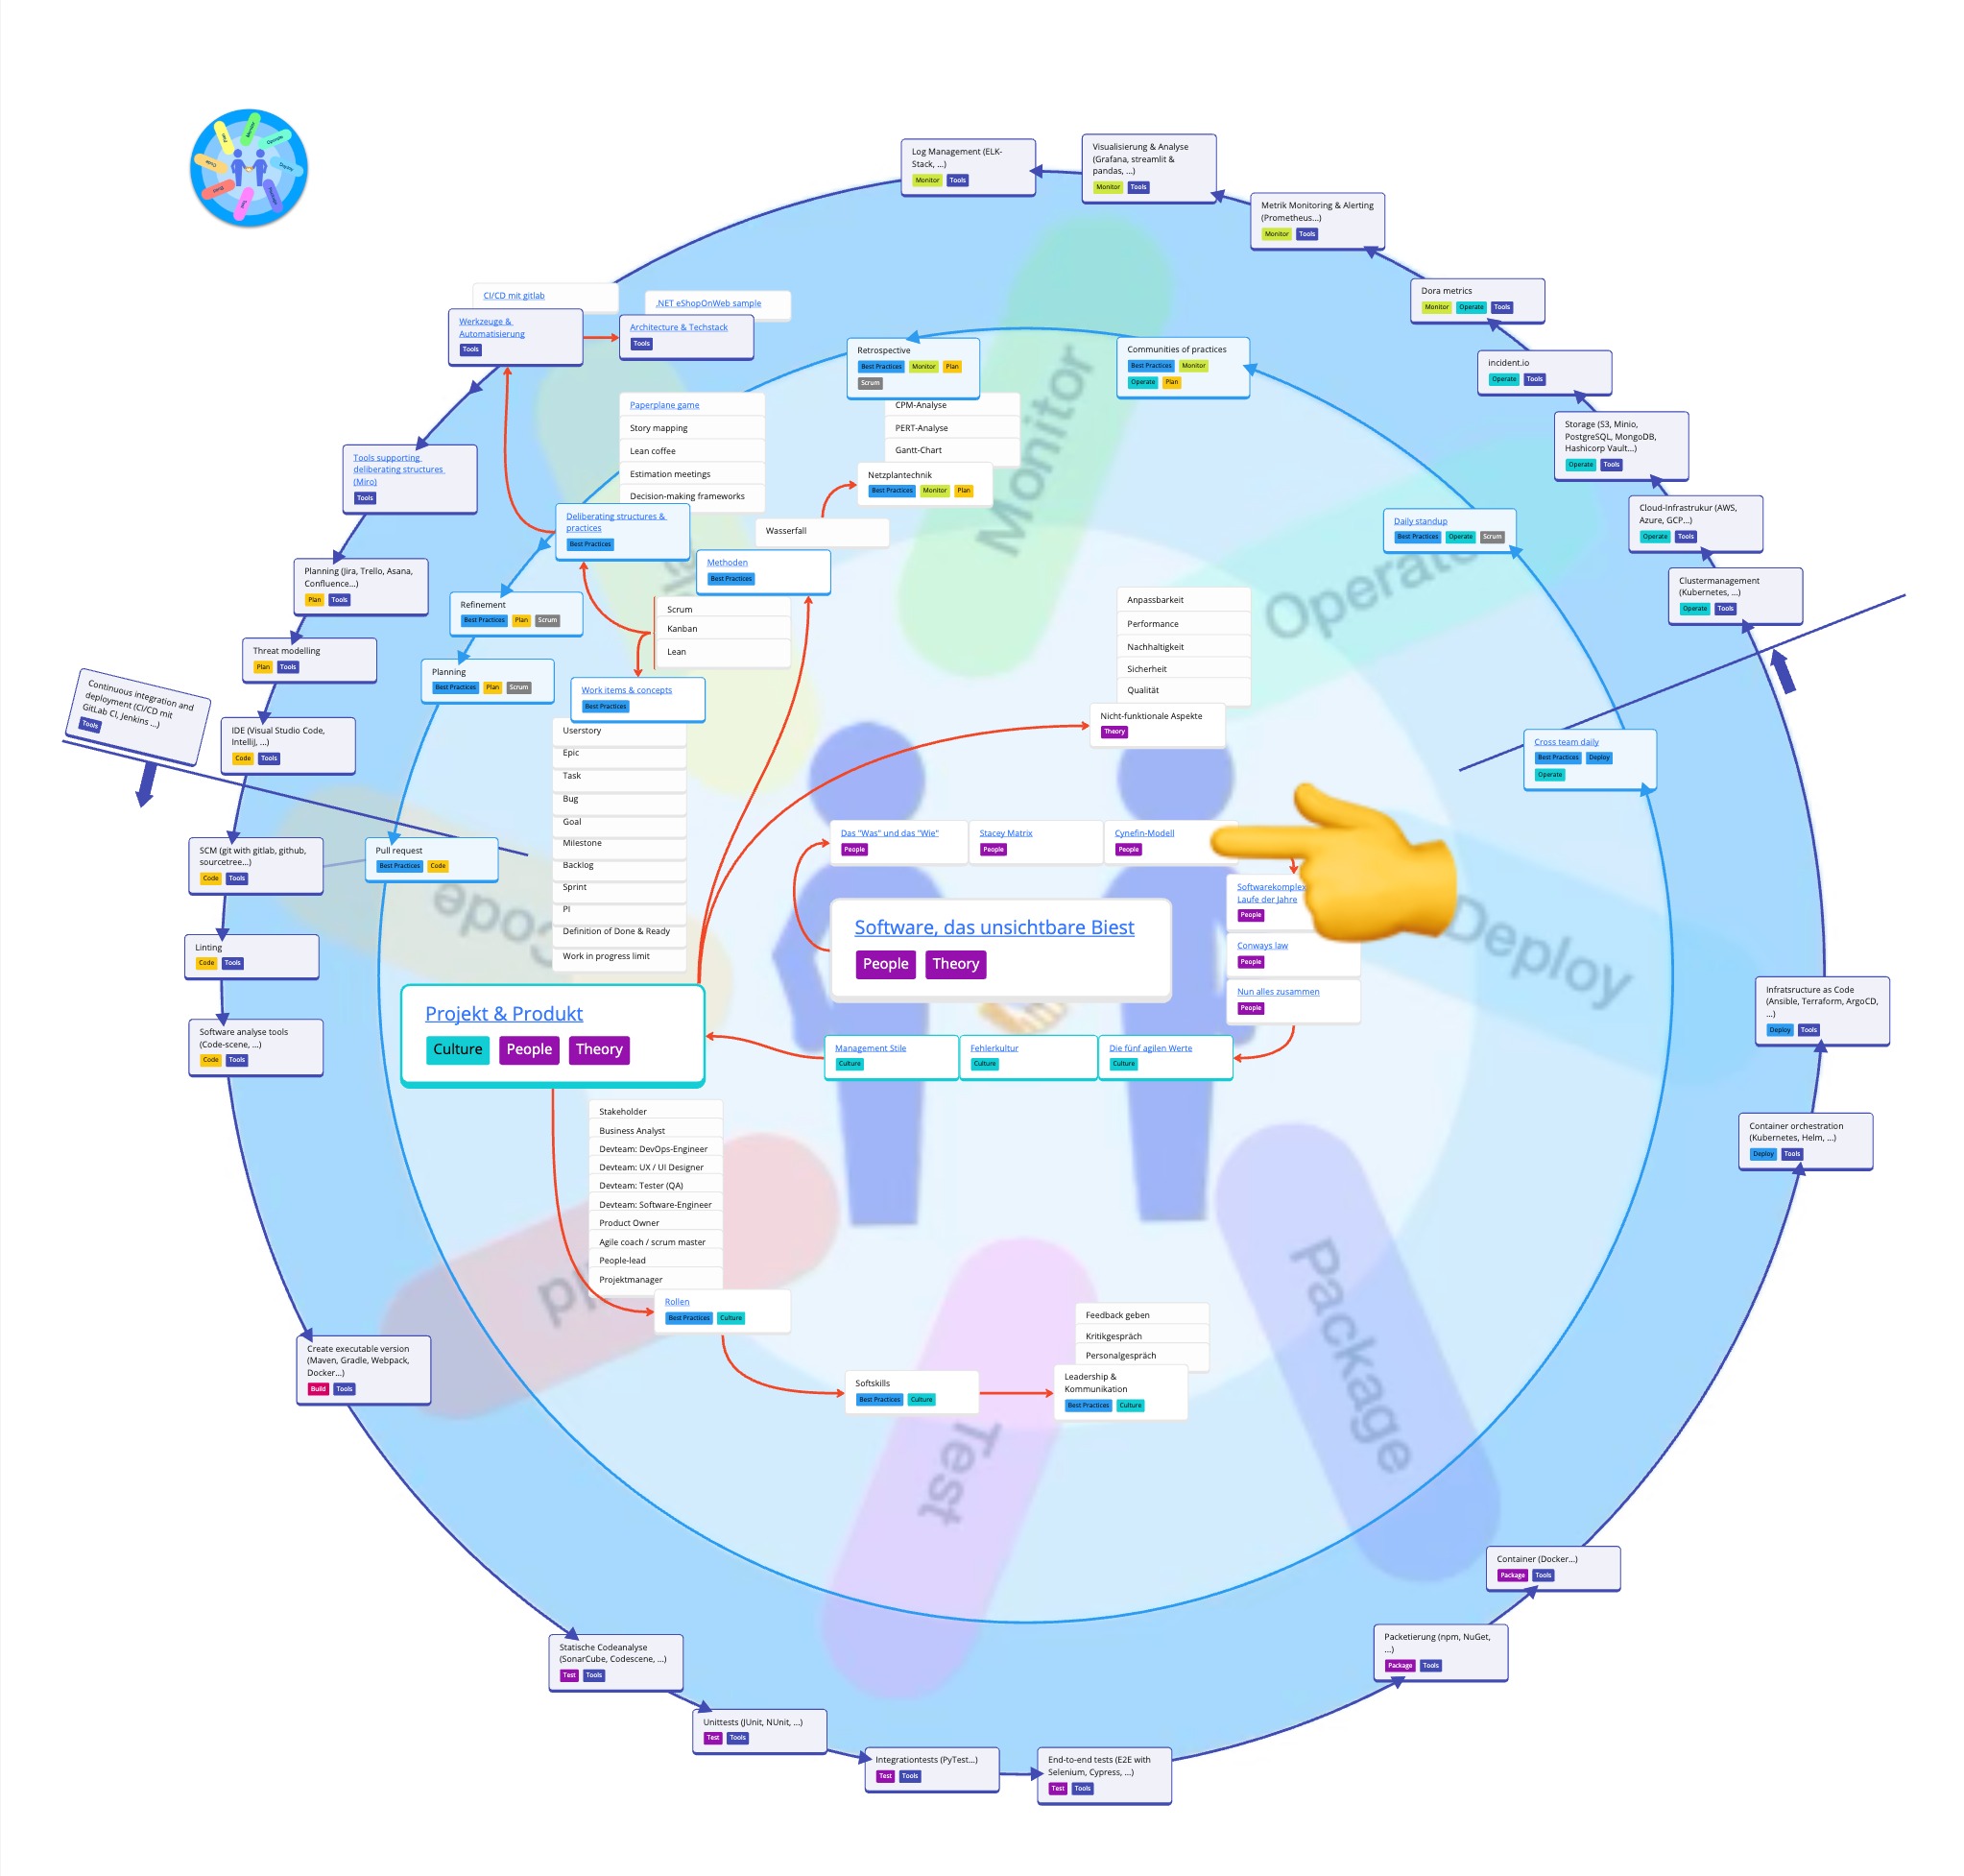 Log Management (ELK-
Stack, ...)
Monitor Tools
Visualisierung & Analyse
(Grafana, streamlit &
pandas, ...)
Monitor Tools
Metrik Monitoring & Alerting
(Prometheus...)
Monitor Tools
Dora metrics
Monitor Operate Tools
incident.io
Operate Tools
Storage (S3, Minio,
PostgreSQL, MongoDB,
Hashicorp Vault...)
Operate Tools
Cloud-Infrastrukur (AWS,
Azure, GCP...)
Operate Tools
Clustermanagement
(Kubernetes, ...)
Operate Tools
CI/CD mit gitlab
Werkzeuge &
Automatisierung
Tools
.NET eShopOnWeb sample
Architecture & Techstack
Tools
Retrospective
Best Practices Monitor Plan
Scrum
Communities of practices
Best Practices Monitor
Operate Plan
Paperplane game
Story mapping
Lean coffee
Estimation meetings
Decision-making frameworks
Deliberating structures &
practices
Best Practices
CPM-Analyse
PERT-Analyse
Gantt-Chart
Netzplantechnik
Best Practices Monitor Plan
Wasserfall
Methoden
Best Practices
Daily standup
Best Practices Operate Scrum
Tools supporting
deliberating structures
(Miro)
Tools
Planning (Jira, Trello, Asana,
Confluence...)
Plan Tools
Threat modelling
Plan Tools
Continuous integration and
deployment (CI/CD mit
GitLab CI, Jenkins ...)
Tools
IDE (Visual Studio Code,
IntelliJ, ...)
Code Tools
SCM (git with gitlab, github,
sourcetree...)
Code Tools
Linting
Code Tools
Software analyse tools
(Code-scene, ...)
Code Tools
Refinement
Best Practices Plan Scrum
Planning
Best Practices Plan Scrum
Pull request
Best Practices Code
Scrum
Kanban
Lean
Work items & concepts
Best Practices
Userstory
Epic
Task
Bug
Goal
Milestone
Backlog
Sprint
PI
Definition of Done & Ready
Work in progress limit
Anpassbarkeit
Performance
Nachhaltigkeit
Sicherheit
Qualität
Nicht-funktionale Aspekte
Theory
Cross team daily
Best Practices Deploy
Operate
Das "Was" und das "Wie"
People
Stacey Matrix
People
Cynefin-Modell
People
Laufe der Jahre
People
Conways law
People
Nun alles zusammen
People
Software, das unsichtbare Biest
People Theory
Projekt & Produkt
Culture People Theory
Management Stile
Culture
Fehlerkultur
Culture
Die fünf agilen Werte
Culture
Stakeholder
Business Analyst
Devteam: DevOps-Engineer
Devteam: UX / UI Designer
Devteam: Tester (QA)
Devteam: Software-Engineer
Product Owner
Agile coach / scrum master
People-lead
Projektmanager
Rollen
Best Practices Culture
Softskills
Best Practices Culture
Feedback geben
Kritikgespräch
Personalgespräch
Leadership &
Kommunikation
Best Practices Culture
Infratsructure as Code
(Ansible, Terraform, ArgoCD,
...)
Deploy Tools
Container orchestration
(Kubernetes, Helm, ...)
Deploy Tools
Container (Docker...)
Package Tools
Packetierung (npm, NuGet,
...)
Package Tools
Create executable version
(Maven, Gradle, Webpack,
Docker...)
Build Tools
Statische Codeanalyse
(SonarCube, Codescene, ...)
Test Tools
Unittests (JUnit, NUnit, ...)
Test Tools
Integrationtests (PyTest...)
Test Tools
End-to-end tests (E2E with
Selenium, Cypress, ...)
Test Tools
Monitor
Operate
Deploy
Package
Test
Code